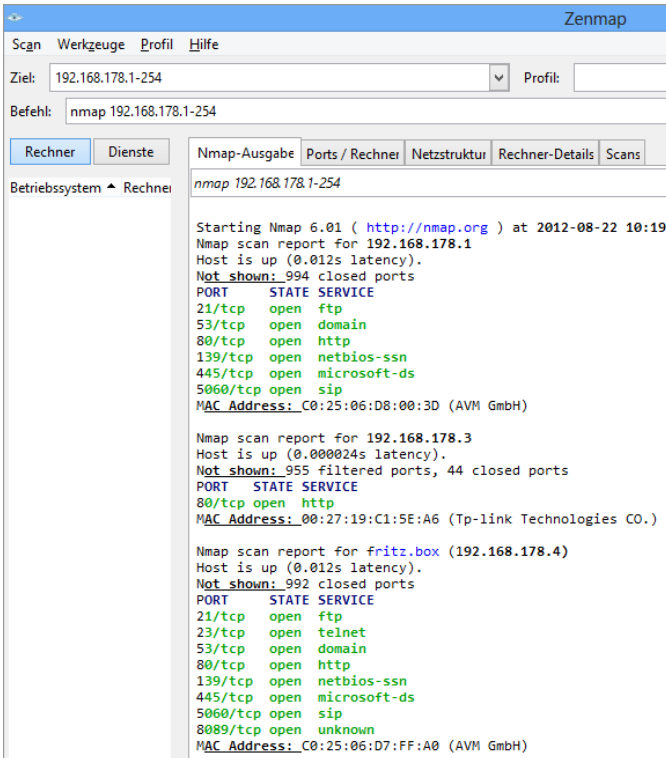 Zenmap
Scan Werkzeuge Profil Hilfe
Ziel: 192.168.178.1-254 Profil:
Befehl: nmap 192.168.178.1-254
Rechner Dienste
Nmap-Ausgabe Ports / Rechner Netzstruktur Rechner-Details Scans
Betriebssystem Rechner
nmap 192.168.178.1-254
Starting Nmap 6.01 ( http://nmap.org ) at 2012-08-22 10:19
Nmap scan report for 192.168.178.1
Host is up (0.012s latency).
Not shown: 994 closed ports
PORT STATE SERVICE
21/tcp open ftp
53/tcp open domain
80/tcp open http
139/tcp open netbios-ssn
445/tcp open microsoft-ds
5060/tcp open sip
MAC Address: C0:25:06:D8:00:3D (AVM GmbH)
Nmap scan report for 192.168.178.3
Host is up (0.000024s latency).
Not shown: 955 filtered ports, 44 closed ports
PORT STATE SERVICE
80/tcp open http
MAC Address: 00:27:19:C1:5E:A6 (Tp-link Technologies CO.)
Nmap scan report for fritz.box (192.168.178.4)
Host is up (0.012s latency).
Not shown: 992 closed ports
PORT STATE SERVICE
21/tcp open ftp
23/tcp open telnet
53/tcp open domain
80/tcp open http
139/tcp open netbios-ssn
445/tcp open microsoft-ds
5060/tcp open sip
8089/tcp open unknown
MAC Address: C0:25:06:D7:FF:A0 (AVM GmbH)